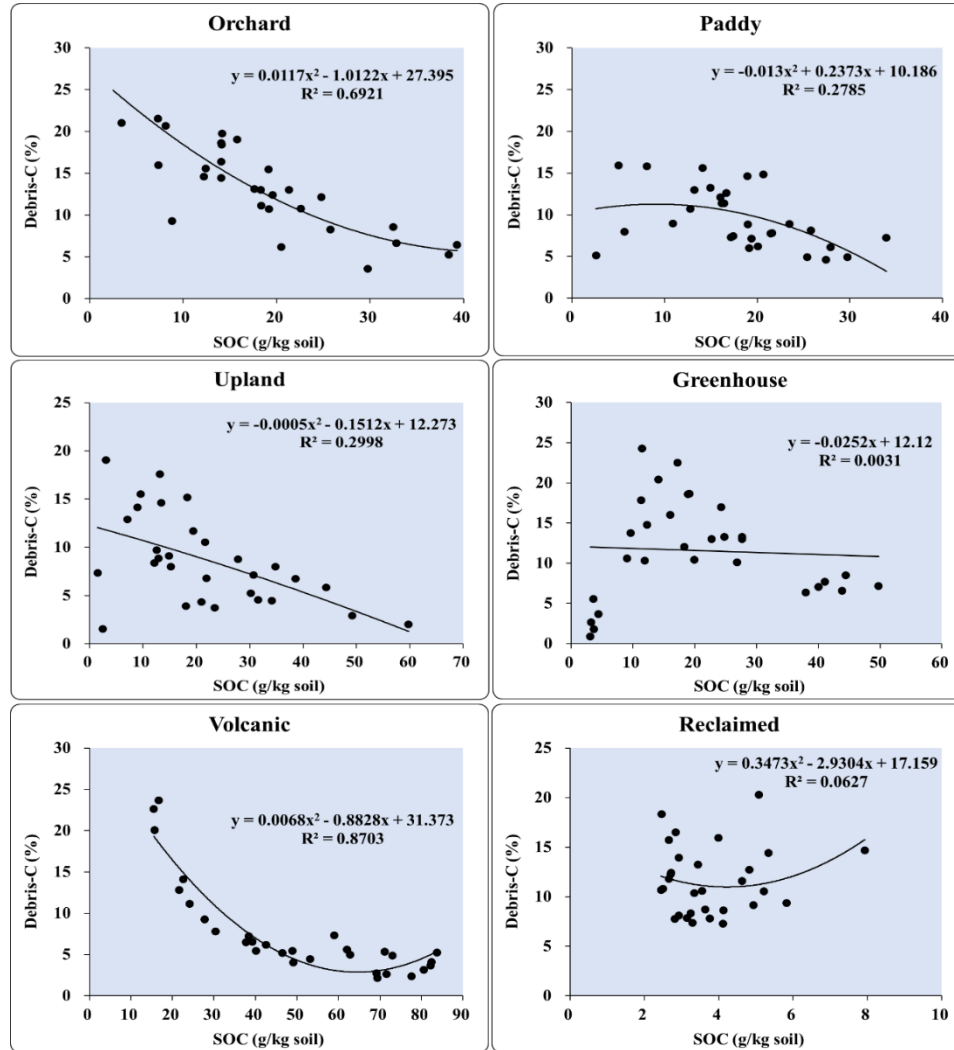 Orchard
y = 0.0117x² - 1.0122x + 27.395
R² = 0.6921
30
25
20
15
10
5
0
Debris-C (%)
0 10 20 30 40
SOC (g/kg soil)
Paddy
y = -0.013x² + 0.2373x + 10.186
R² = 0.2785
30
25
20
15
10
5
0
Debris-C (%)
0 10 20 30 40
SOC (g/kg soil)
Upland
y = -0.0005x² - 0.1512x + 12.273
R² = 0.2998
25
20
15
10
5
0
Debris-C (%)
0 10 20 30 40 50 60 70
SOC (g/kg soil)
Greenhouse
y = -0.0252x + 12.12
R² = 0.0031
30
25
20
15
10
5
0
Debris-C (%)
0 10 20 30 40 50 60
SOC (g/kg soil)
Volcanic
y = 0.0068x² - 0.8828x + 31.373
R² = 0.8703
30
25
20
15
10
5
0
Debris-C (%)
0 10 20 30 40 50 60 70 80 90
SOC (g/kg soil)
Reclaimed
y = 0.3473x² - 2.9304x + 17.159
R² = 0.0627
25
20
15
10
5
0
Debris-C (%)
0 2 4 6 8 10
SOC (g/kg soil)